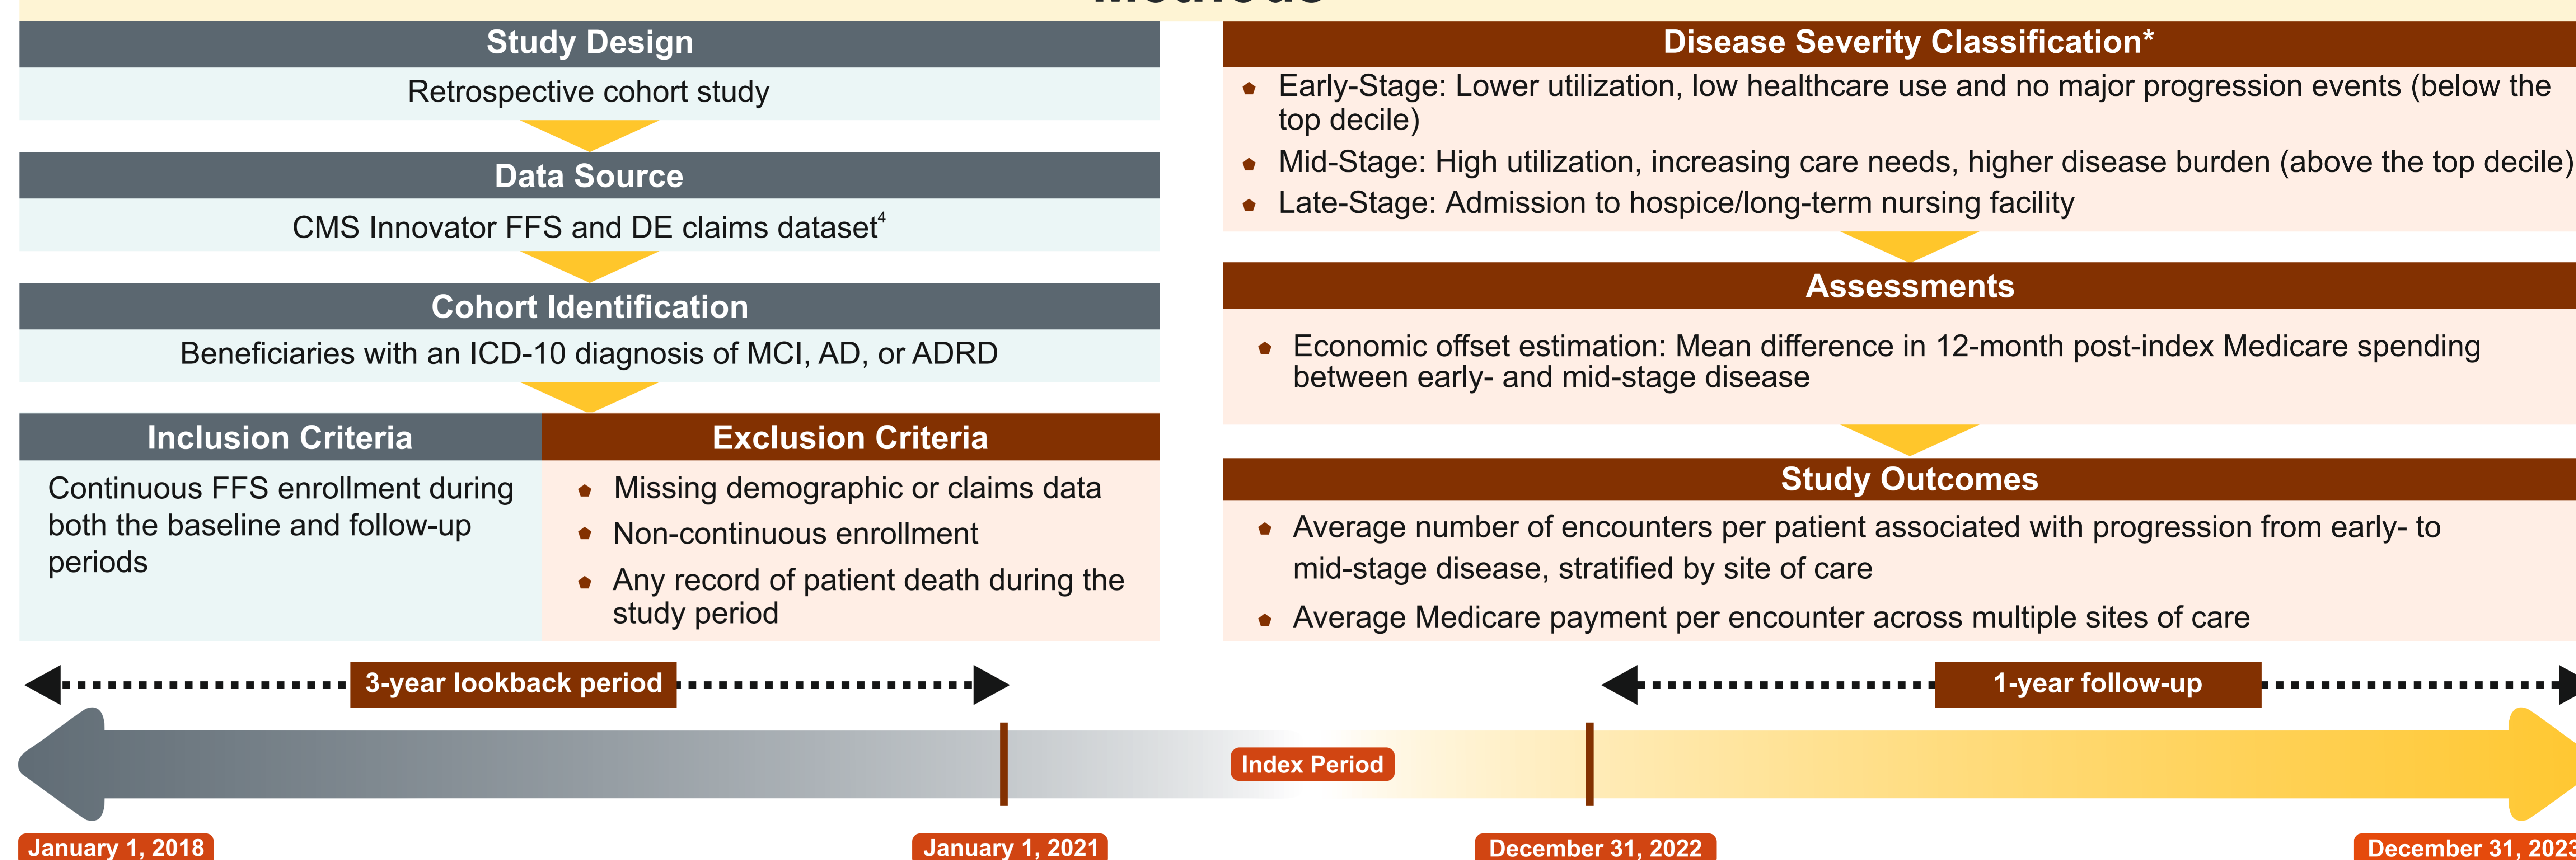 Methods
Study Design
Retrospective cohort study
Data Source
CMS Innovator FFS and DE claims dataset4
Cohort Identification
Beneficiaries with an ICD-10 diagnosis of MCI, AD, or ADRD
Inclusion Criteria
Continuous FFS enrollment during
both the baseline and follow-up
periods
Exclusion Criteria
Missing demographic or claims data
Non-continuous enrollment
Any record of patient death during the
study period
Disease Severity Classification*
Early-Stage: Lower utilization, low healthcare use and no major progression events (below the
top decile)
Mid-Stage: High utilization, increasing care needs, higher disease burden (above the top decile)
Late-Stage: Admission to hospice/long-term nursing facility
Assessments
Economic offset estimation: Mean difference in 12-month post-index Medicare spending
between early- and mid-stage disease
Study Outcomes
Average number of encounters per patient associated with progression from early- to
mid-stage disease, stratified by site of care
Average Medicare payment per encounter across multiple sites of care
3-year lookback period
1-year follow-up
Index Period
January 1, 2018
January 1, 2021
December 31, 2022
December 31, 2023